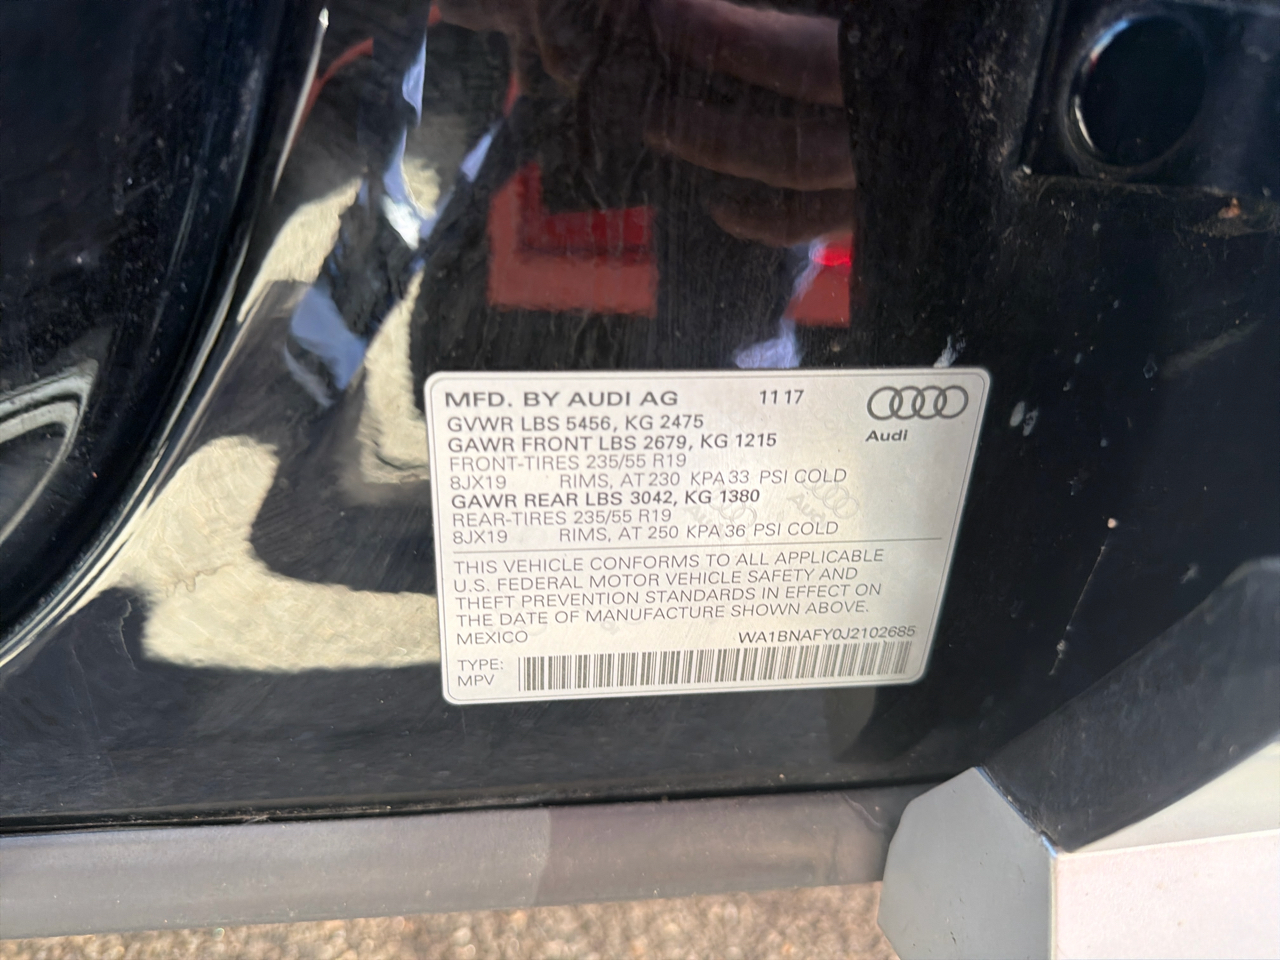 MFD. BY AUDI AG 11 17
Audi
GVWR LBS 5456, KG 2475
GAWR FRONT LBS 2679, KG 1215
FRONT-TIRES 235/55 R19
8JX19 RIMS, AT 230 KPA 33 PSI COLD
GAWR REAR LBS 3042, KG 1380
REAR-TIRES 235/55 R19
8JX19 RIMS, AT 250 KPA 36 PSI COLD
THIS VEHICLE CONFORMS TO ALL APPLICABLE
U.S. FEDERAL MOTOR VEHICLE SAFETY AND
THEFT PREVENTION STANDARDS IN EFFECT ON
THE DATE OF MANUFACTURE SHOWN ABOVE.
MEXICO WA1BNAFY0J2102685
TYPE:
MPV